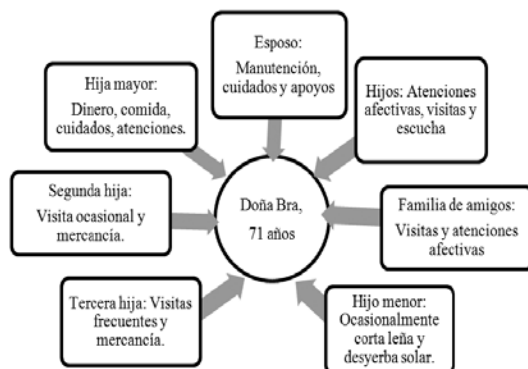 Esposo:
Manutención,
cuidados y apoyos
Hija mayor:
Dinero, comida,
cuidados, atenciones.
Hijos: Atenciones
afectivas, visitas y
escucha
Segunda hija:
Visita ocasional y
mercancía.
Doña Bra,
71 años
Familia de amigos:
Visitas y atenciones
afectivas
Tercera hija: Visitas
frecuentes y
mercancía.
Hijo menor:
Ocasionalmente
corta leña y
desyerba solar.